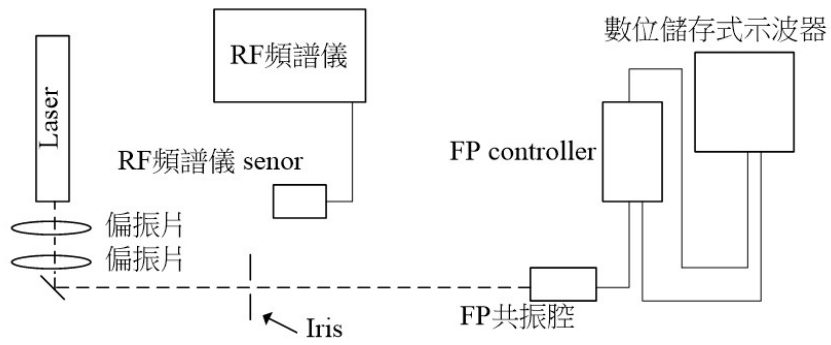 數位儲存式示波器
RF頻譜儀
Laser
FP controller
RF頻譜儀 senor
偏振片
偏振片
FP共振腔
Iris